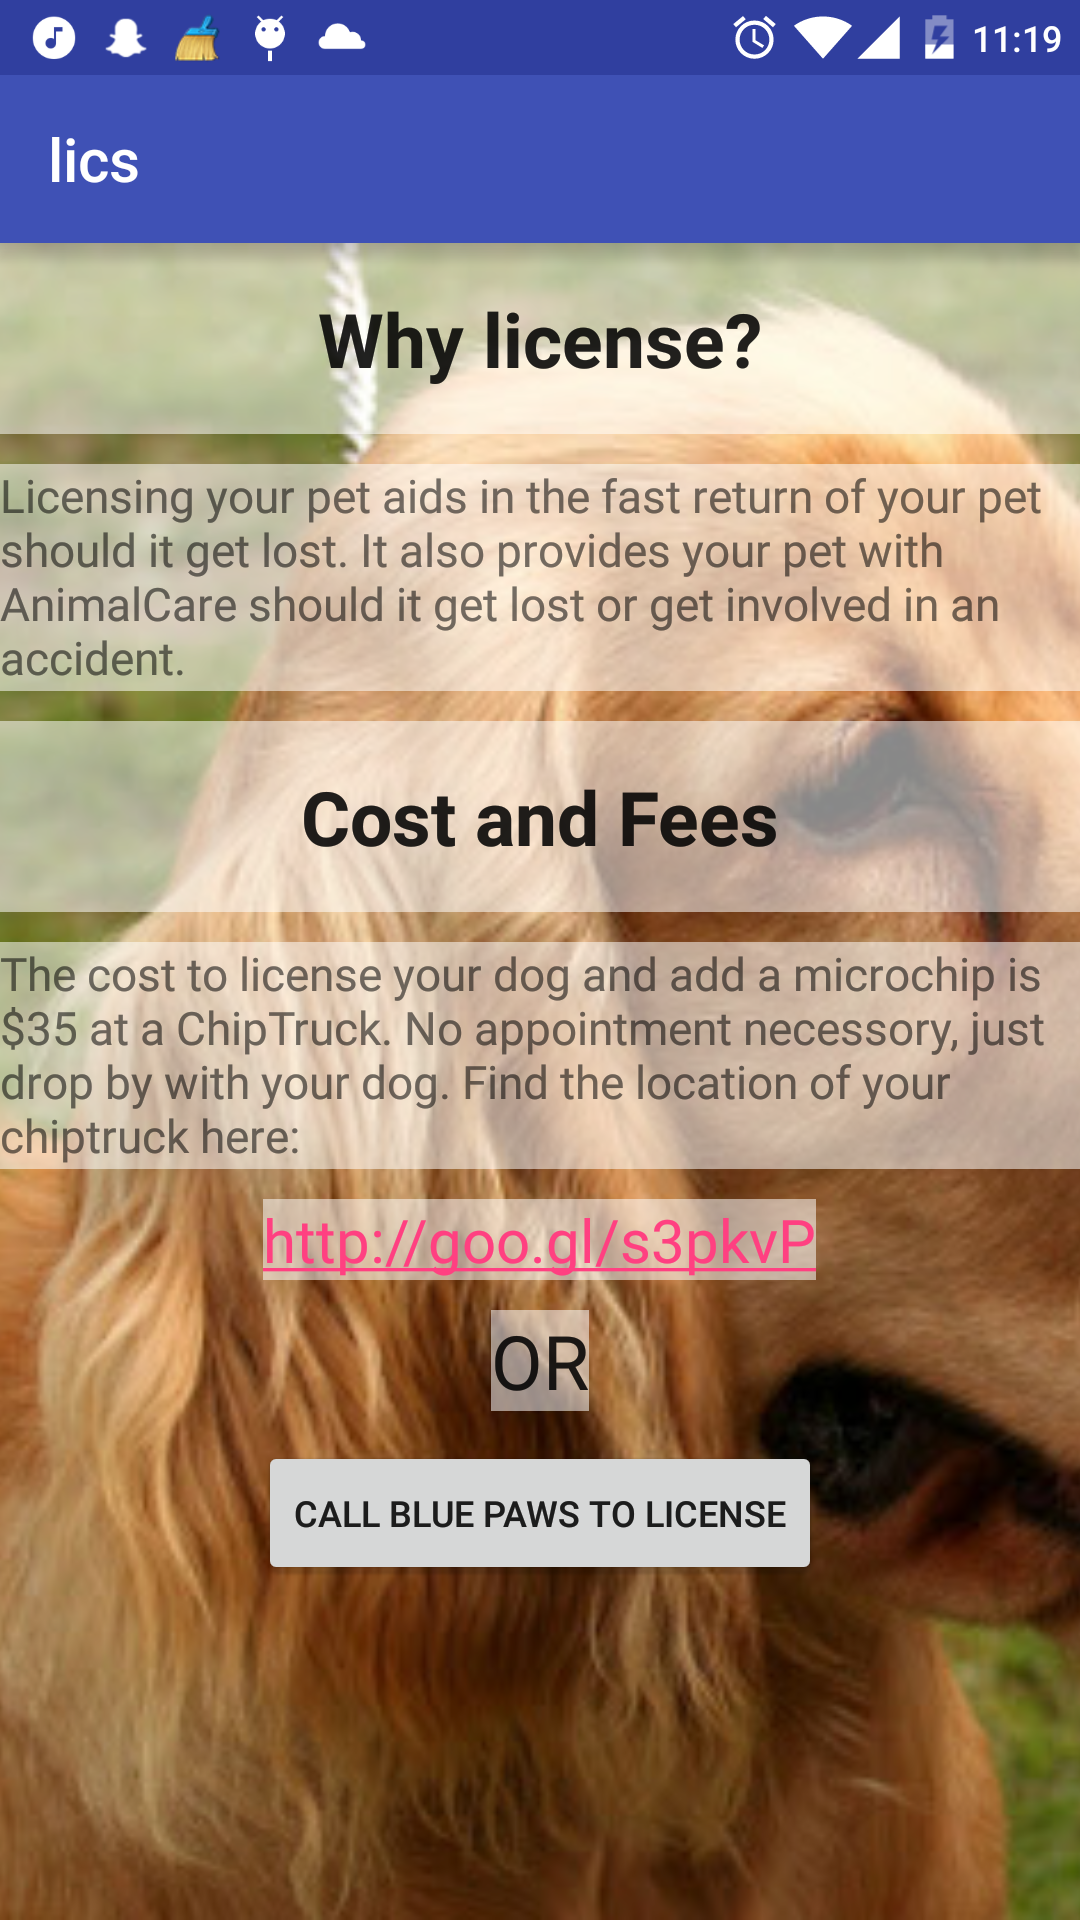 11:19
lics
Why license?
Licensing your pet aids in the fast return of your pet
should it get lost. It also provides your pet with
AnimalCare should it get lost or get involved in an
accident.
Cost and Fees
The cost to license your dog and add a microchip is
$35 at a ChipTruck. No appointment necessory, just
drop by with your dog. Find the location of your
chiptruck here:
http://goo.gl/s3pkvP
OR
CALL BLUE PAWS TO LICENSE